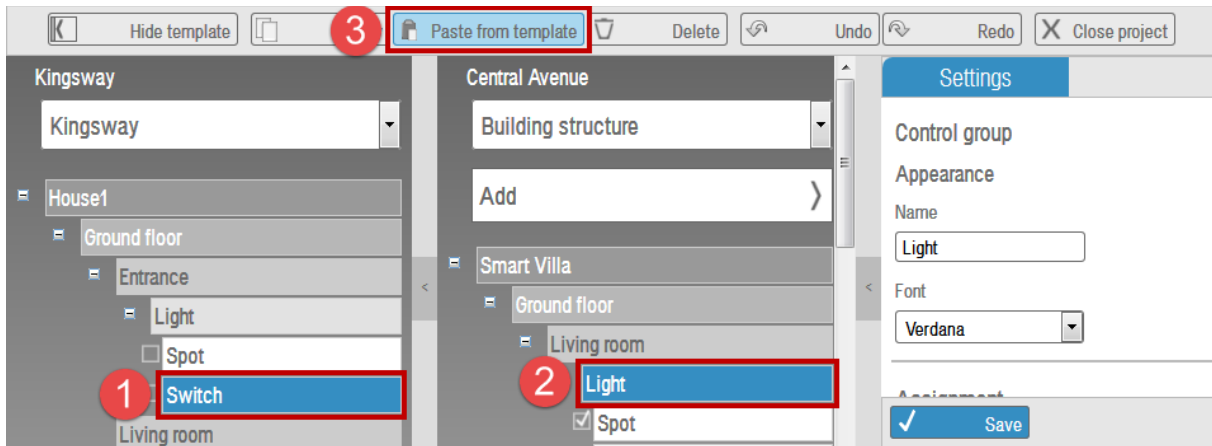 Hide template
3
Paste from template
Delete
Undo
Redo
Close project
Kingsway
Kingsway
House1
Ground floor
Entrance
Light
Spot
1
Switch
Living room
Central Avenue
Building structure
Add
Smart Villa
Ground floor
Living room
2
Light
Spot
Settings
Control group
Appearance
Name
Light
Font
Verdana
Save